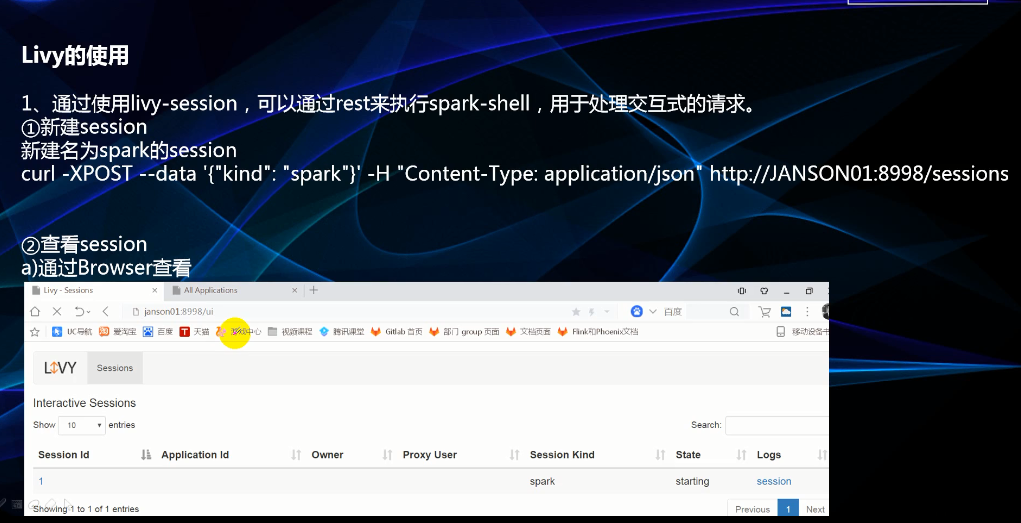 Livy的使用
1、通过使用livy-session，可以通过rest来执行spark-shell，用于处理交互式的请求。
①新建session
新建名为spark的session
curl -XPOST --data '{"kind": "spark"}' -H "Content-Type: application/json" http://JANSON01:8998/sessions
②查看session
a)通过Browser查看
Livy - Sessions All Applications
janson01:8998/ui 百度
UC导航 爱淘宝 百度 天猫 游戏中心 视频课程 腾讯课堂 Gitlab 首页 部门 group 页面 文档页面 Flink和Phoenix文档 移动设备书
LIVY Sessions
Interactive Sessions
Show 10 entries Search:
Session Id Application Id Owner Proxy User Session Kind State Logs
1 spark starting session
Showing 1 to 1 of 1 entries Previous 1 Next